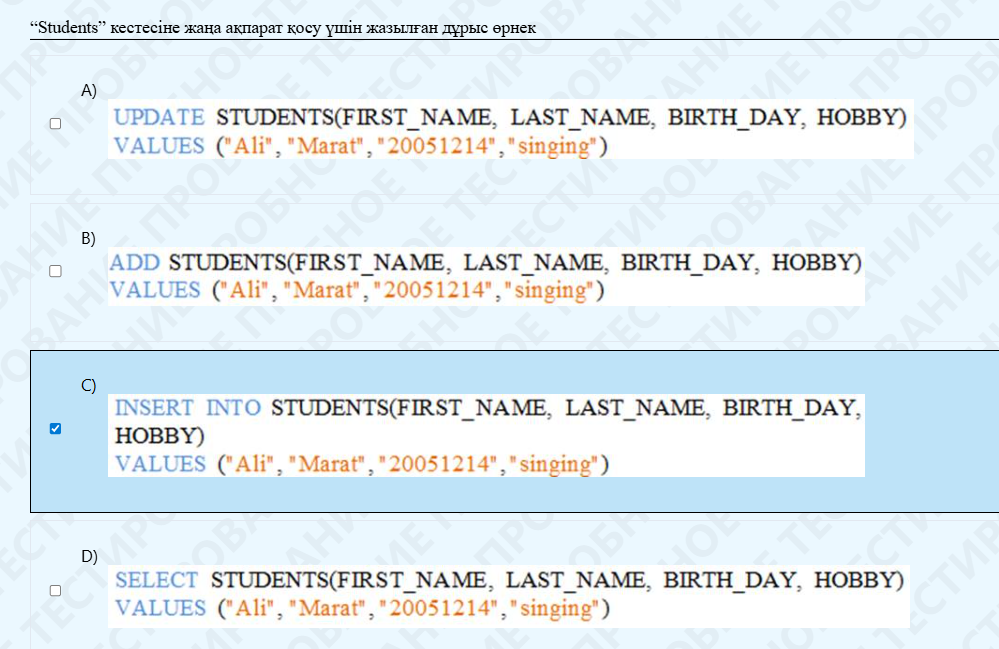 “Students” кестесіне жаңа ақпарат қосу үшін жазылған дұрыс өрнек
A)
UPDATE STUDENTS(FIRST_NAME, LAST_NAME, BIRTH_DAY, HOBBY)
VALUES ("Ali", "Marat","20051214","singing")
B)
ADD STUDENTS(FIRST_NAME, LAST_NAME, BIRTH_DAY, HOBBY)
VALUES ("Ali", "Marat","20051214","singing")
C)
INSERT INTO STUDENTS(FIRST_NAME, LAST_NAME, BIRTH_DAY,
HOBBY)
VALUES ("Ali", "Marat","20051214","singing")
D)
SELECT STUDENTS(FIRST_NAME, LAST_NAME, BIRTH_DAY, HOBBY)
VALUES ("Ali", "Marat","20051214","singing")